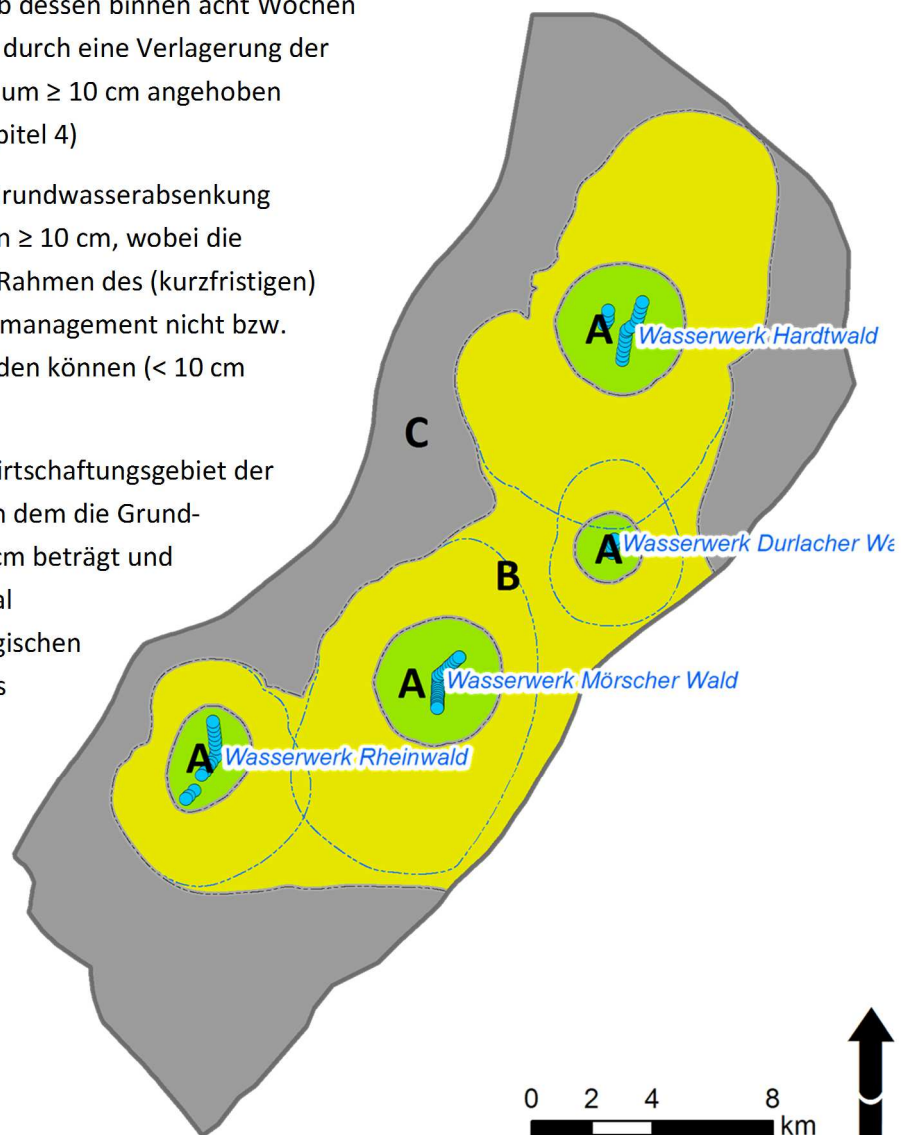 b dessen binnen acht Wochen
durch eine Verlagerung der
um ≥ 10 cm angehoben
pitel 4)
rundwasserabsenkung
n ≥ 10 cm, wobei die
Rahmen des (kurzfristigen)
management nicht bzw.
den können (< 10 cm
irtschaftungsgebiet der
n dem die Grund-
cm beträgt und
al
gischen
s
A
Wasserwerk Hardtwald
C
A
Wasserwerk Durlacher Wa
B
A
Wasserwerk Mörscher Wald
A
Wasserwerk Rheinwald
0 2 4 8
km